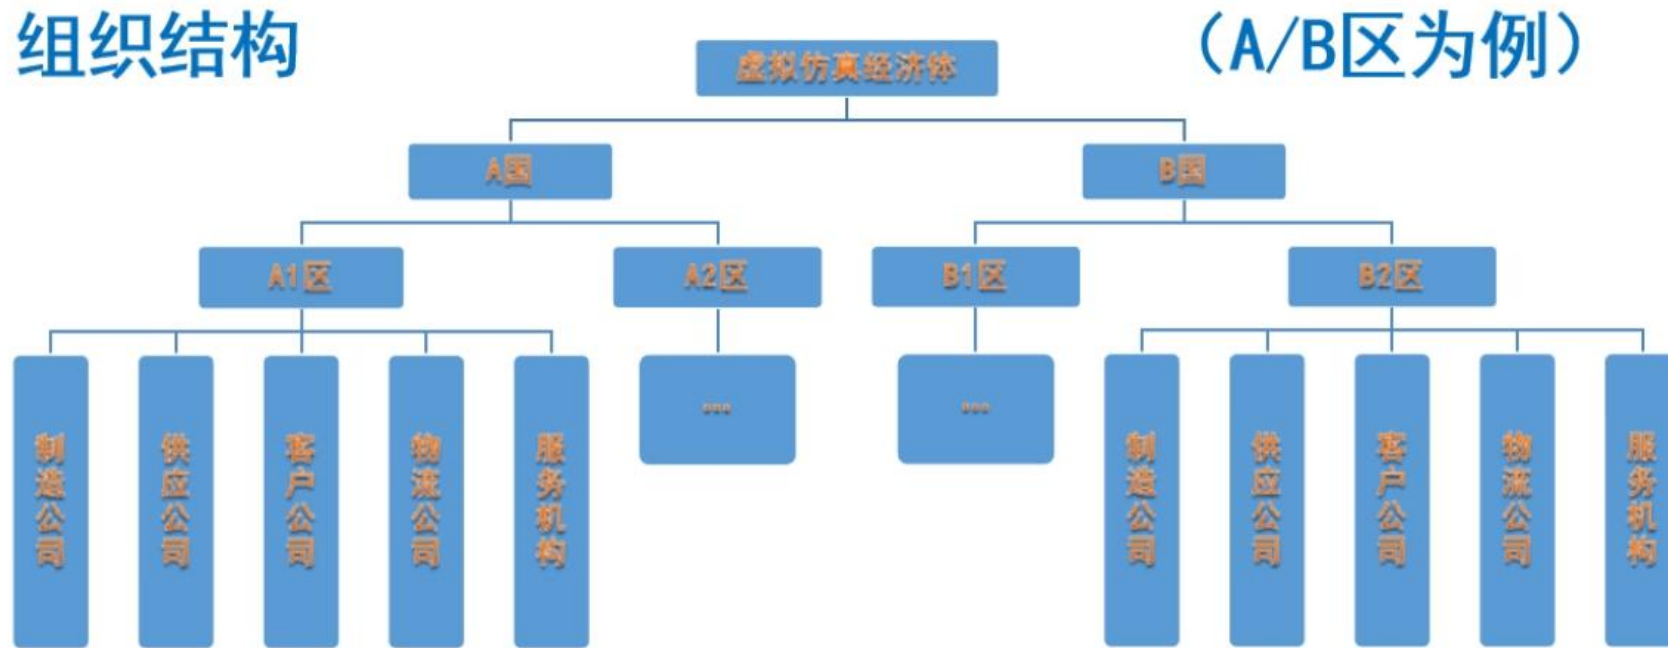 组织结构
（A/B区为例）
虚拟仿真经济体
A国
B国
A1区
A2区
B1区
B2区
制造公司
供应公司
客户公司
物流公司
服务机构
...
...
制造公司
供应公司
客户公司
物流公司
服务机构